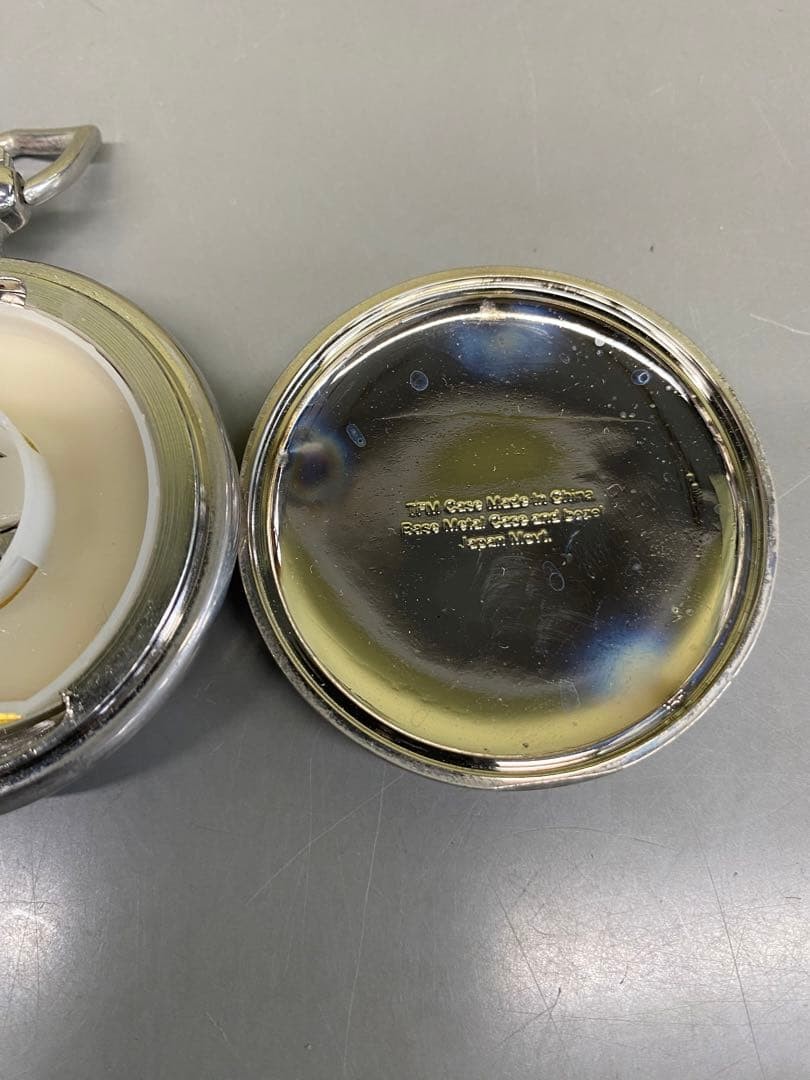 TFM Case Made in China
Base Metal Case and bezel
Japan Movt.